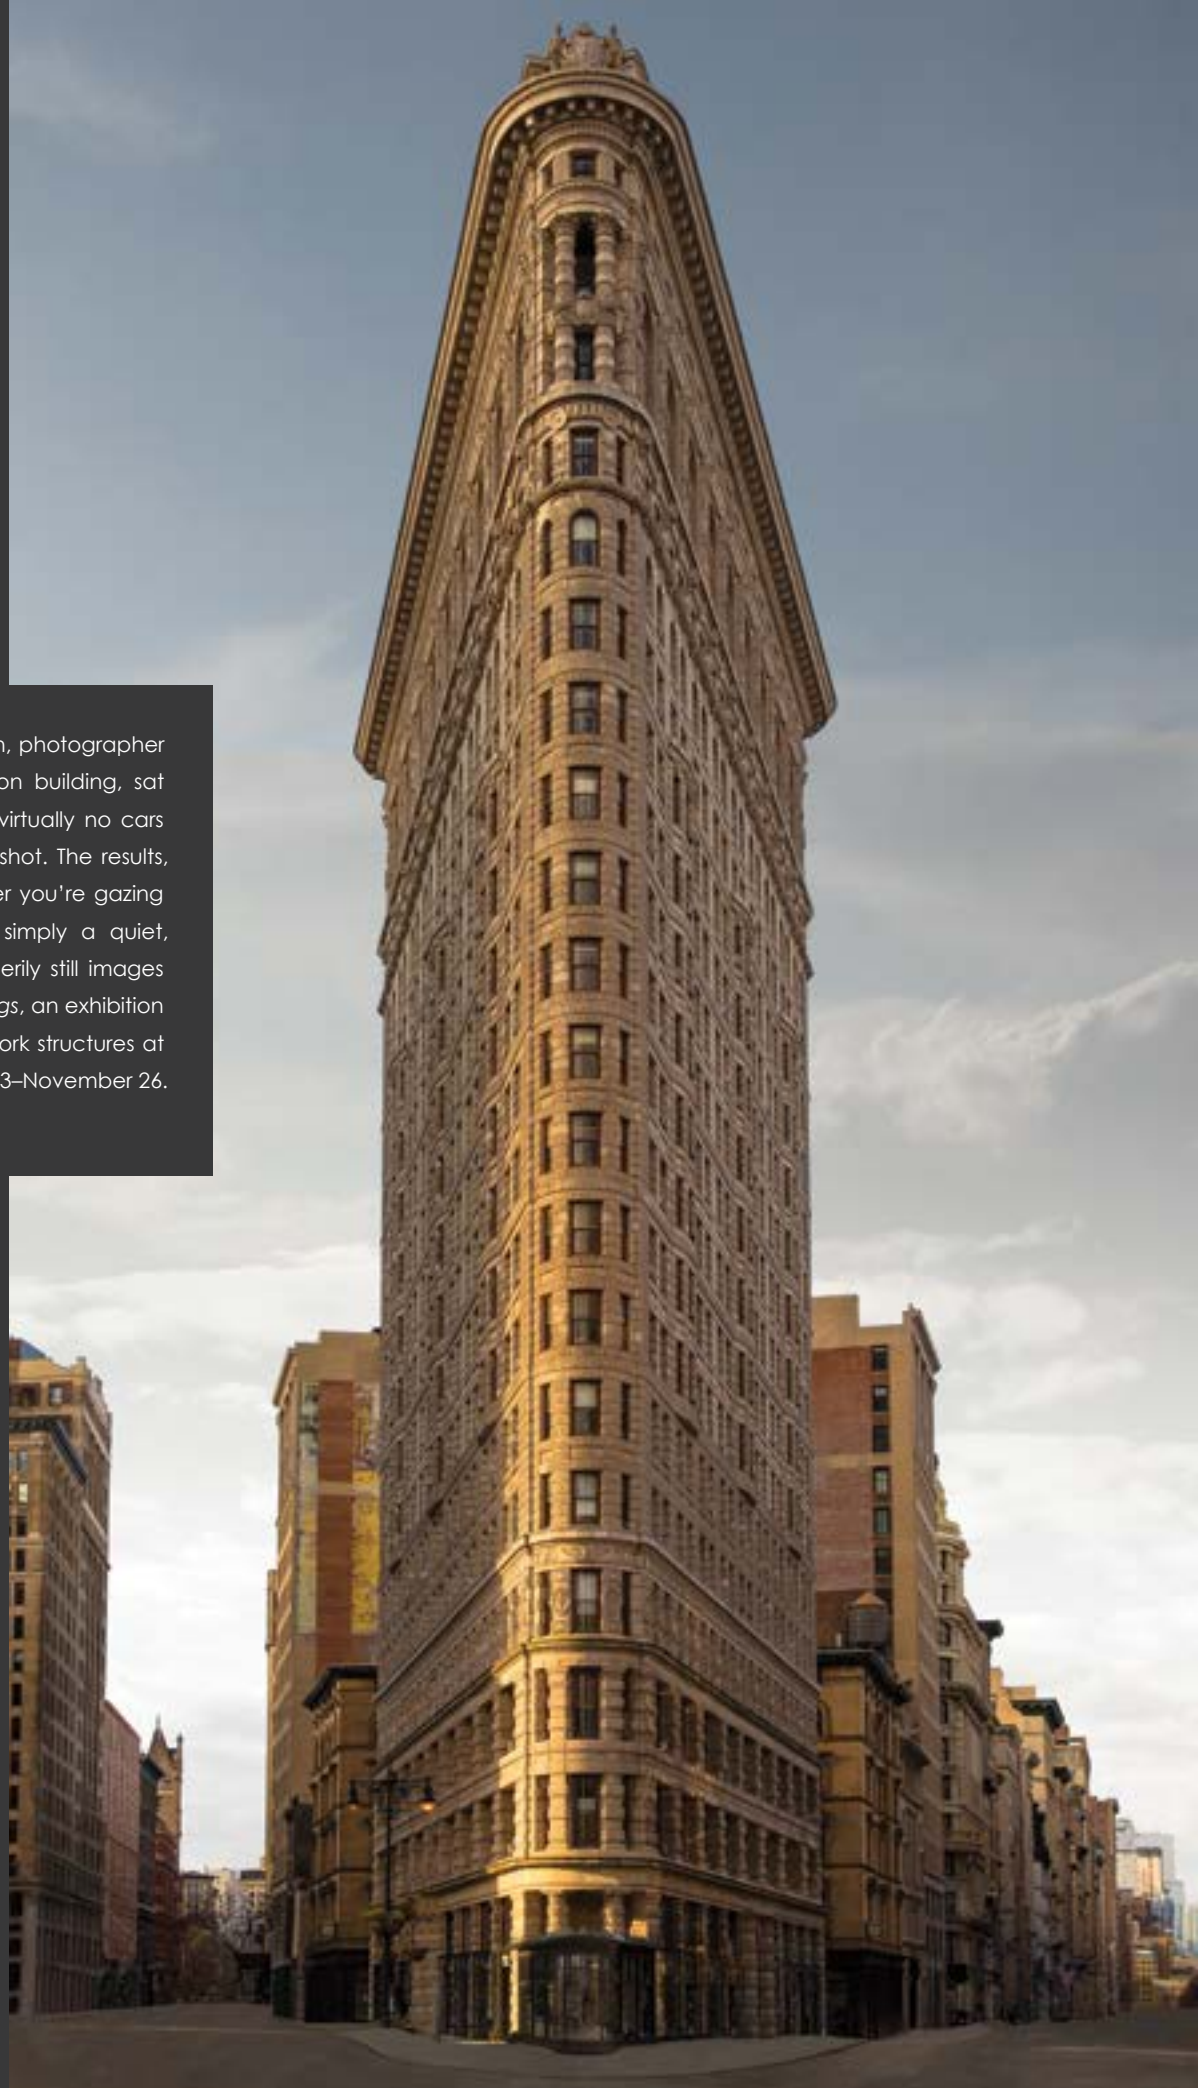 , photographer
on building, sat
virtually no cars
shot. The results,
er you’re gazing
simply a quiet,
erily still images
gs, an exhibition
ork structures at
3–November 26.